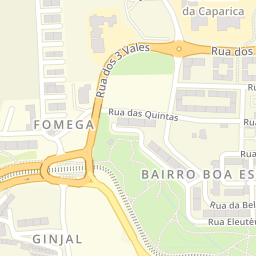 da Caparica
Rua dos 3 Vales
Rua dos
Rua das Quintas
FOMEGA
BAIRRO BOA ES
Rua da Bel
Rua Eleuté
GINJAL